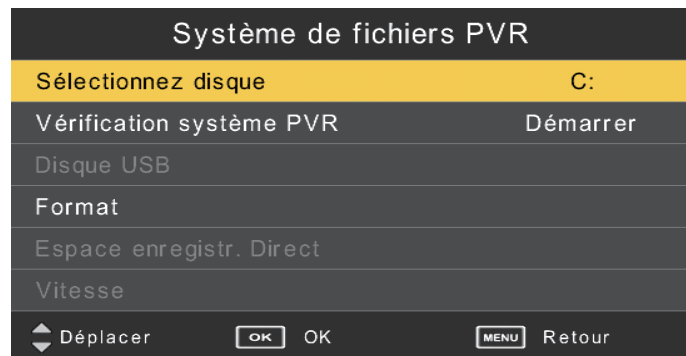 Système de fichiers PVR
Sélectionnez disque C:
Vérification système PVR Démarrer
Disque USB
Format
Espace enregistr. Direct
Vitesse
Déplacer OK OK MENU Retour